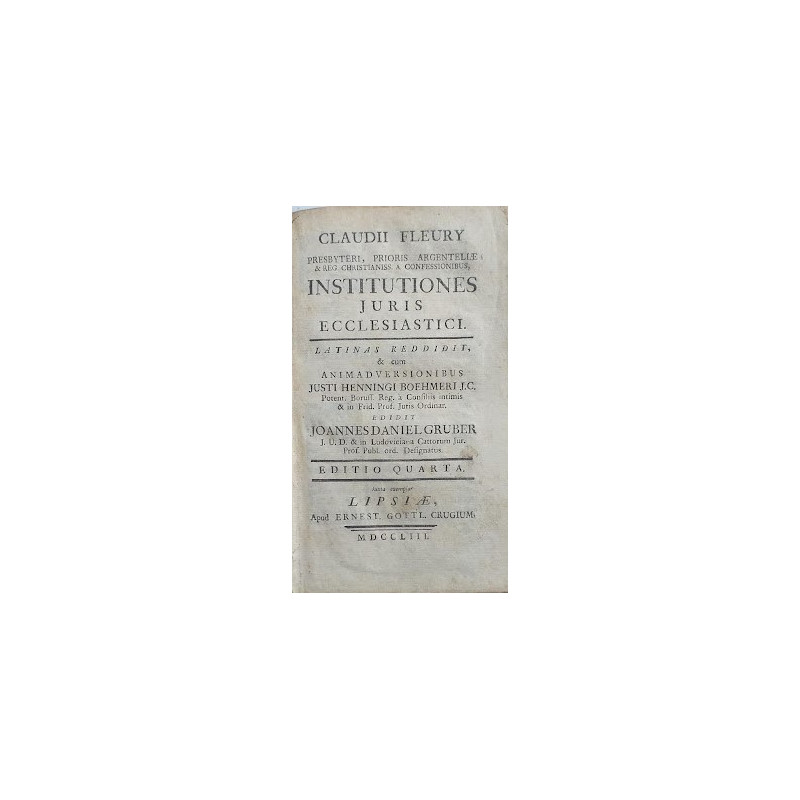 CLAUDII FLEURY
PRESBYTERI, PRIORIS ARGENTELLÆ
& REG. CHRISTIANISS. A CONFESSIONIBUS,
INSTITUTIONES
JURIS
ECCLESIASTICI.
LATINAS REDDIDIT,
& cum
ANIMADVERSIONIBUS
JUSTI HENNINGI BOEHMERI J.C.
Potent. Boruss. Reg. à Consiliis intimis
& in Frid. Prof. Juris Ordinar.
EDIDIT
JOANNES DANIEL GRUBER
J. U. D. & in Ludoviciana Cattorum Jur.
Prof. Publ. ord. Designatus.
EDITIO QUARTA.
Juxta exemplar
LIPSIÆ,
Apud ERNEST. GOTTL. CRUGIUM,
MDCCLIII.